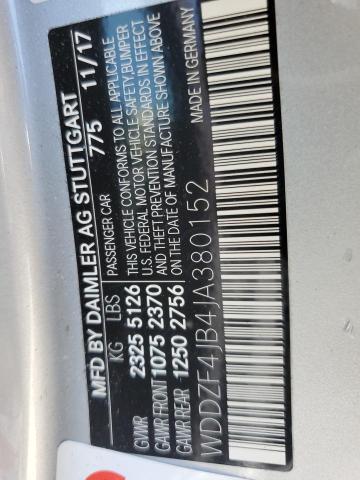 MFD BY DAIMLER AG STUTTGART
775 11/17
KG LBS PASSENGER CAR
GVWR 2325 5126
GAWR FRONT 1075 2370
GAWR REAR 1250 2756
THIS VEHICLE CONFORMS TO ALL APPLICABLE
U.S. FEDERAL MOTOR VEHICLE SAFETY, BUMPER
AND THEFT PREVENTION STANDARDS IN EFFECT
ON THE DATE OF MANUFACTURE SHOWN ABOVE
MADE IN GERMANY
WDDZF4JB4JA380152